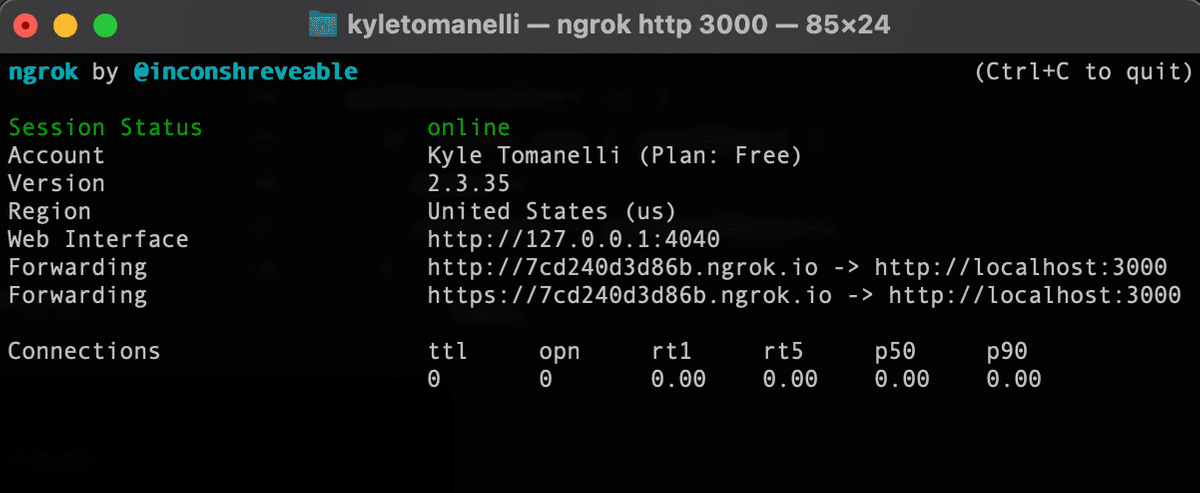 kyletomanelli — ngrok http 3000 — 85×24
ngrok by @inconshreveable (Ctrl+C to quit)
Session Status online
Account Kyle Tomanelli (Plan: Free)
Version 2.3.35
Region United States (us)
Web Interface http://127.0.0.1:4040
Forwarding http://7cd240d3d86b.ngrok.io -> http://localhost:3000
Forwarding https://7cd240d3d86b.ngrok.io -> http://localhost:3000
Connections ttl opn rt1 rt5 p50 p90
0 0 0.00 0.00 0.00 0.00